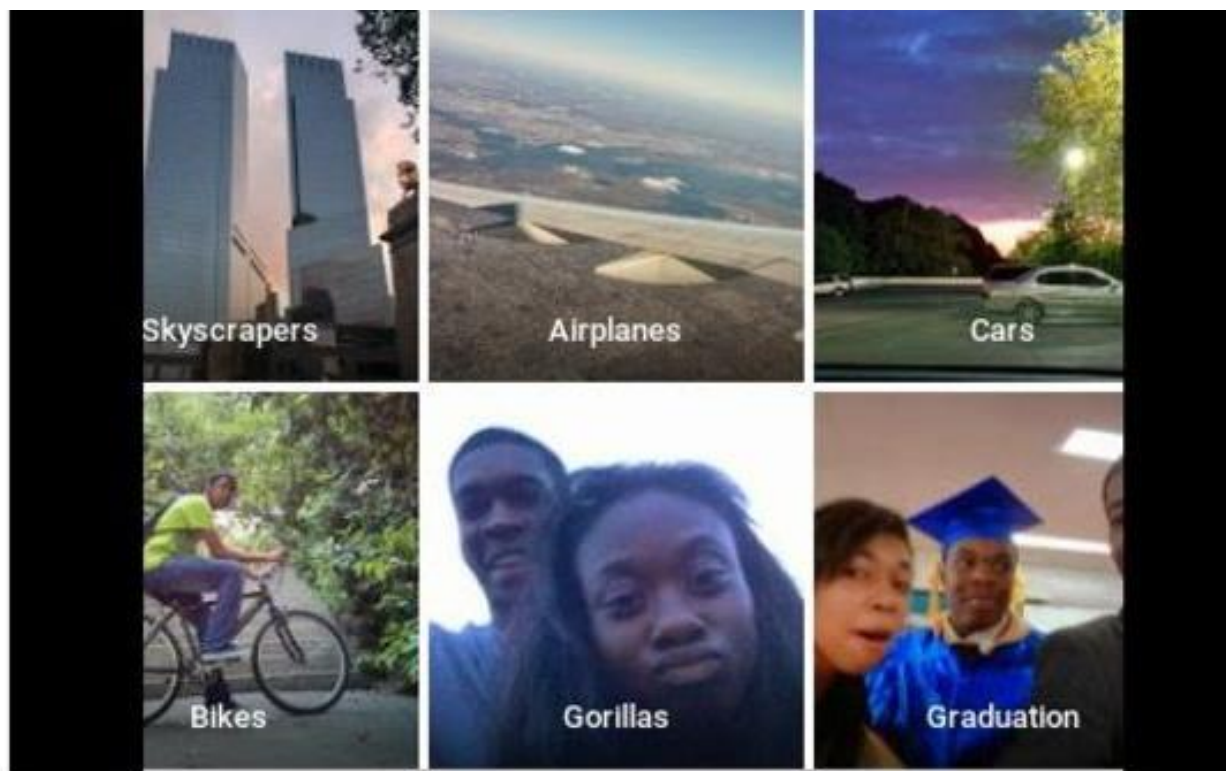 Skyscrapers
Airplanes
Cars
Bikes
Gorillas
Graduation